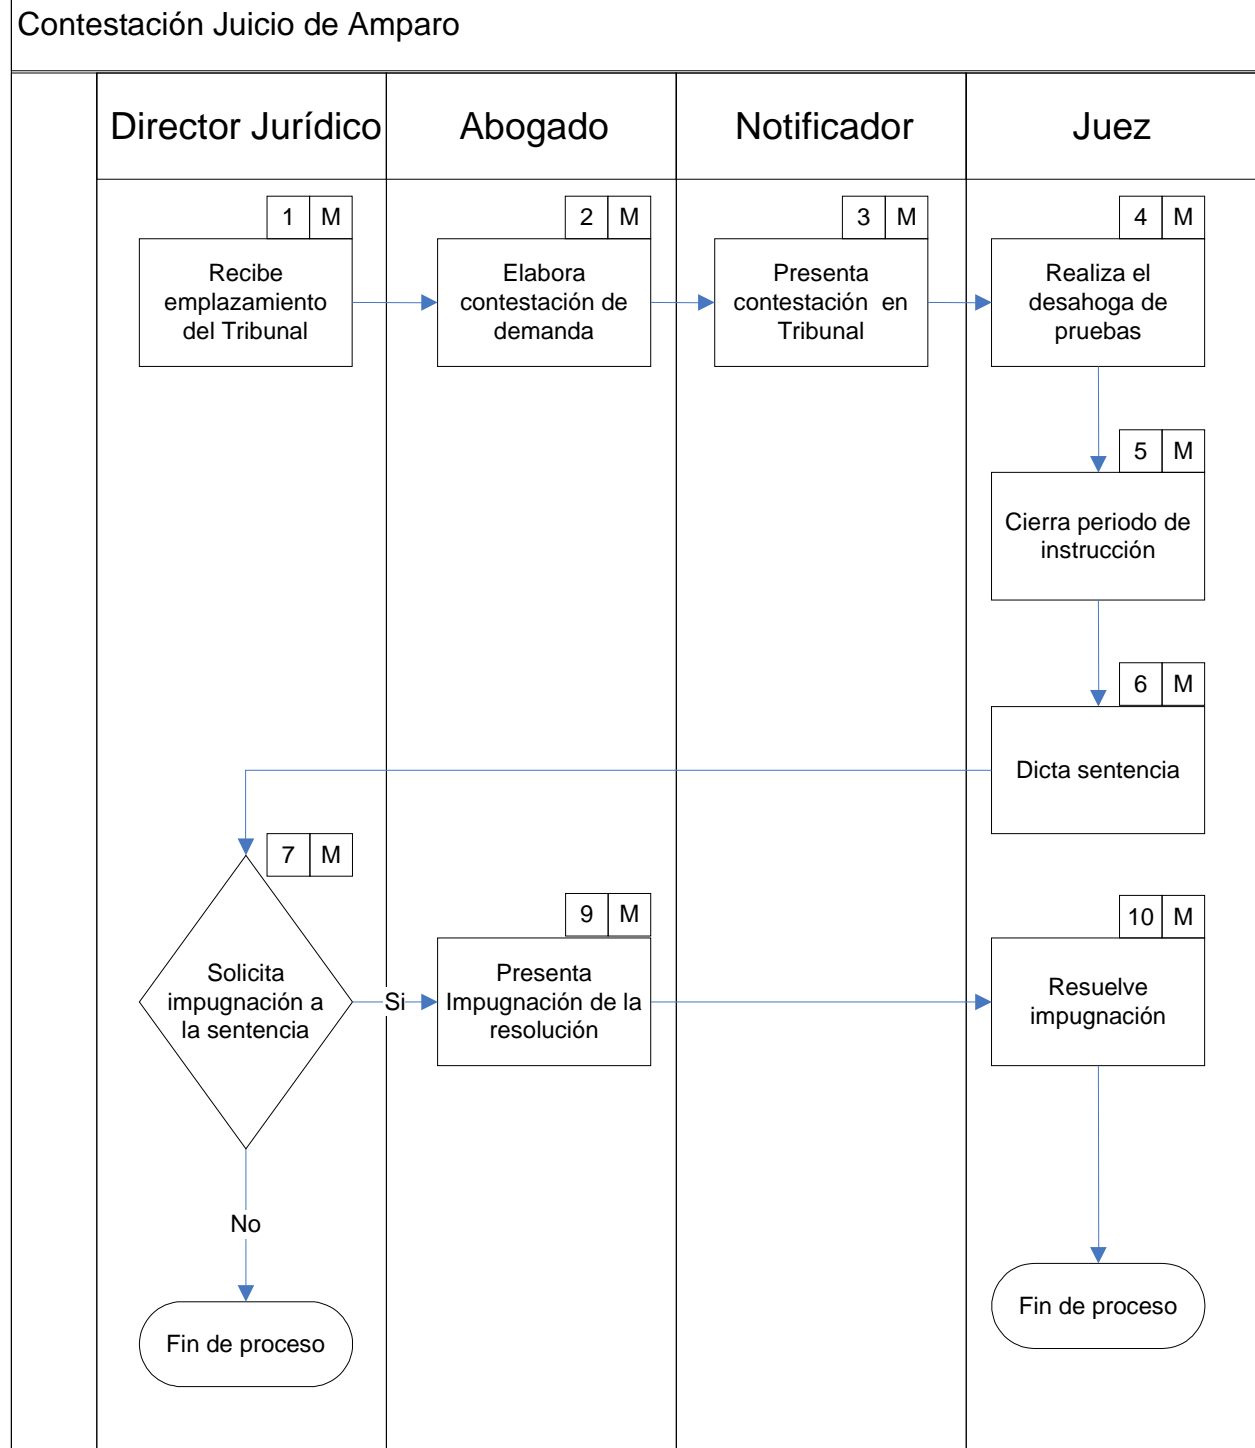 Contestación Juicio de Amparo
Director Jurídico
Abogado
Notificador
Juez
1 M
Recibe
emplazamiento
del Tribunal
2 M
Elabora
contestación de
demanda
3 M
Presenta
contestación en
Tribunal
4 M
Realiza el
desahoga de
pruebas
5 M
Cierra periodo de
instrucción
6 M
Dicta sentencia
7 M
Solicita
impugnación a
la sentencia
Si
9 M
Presenta
Impugnación de la
resolución
10 M
Resuelve
impugnación
No
Fin de proceso
Fin de proceso